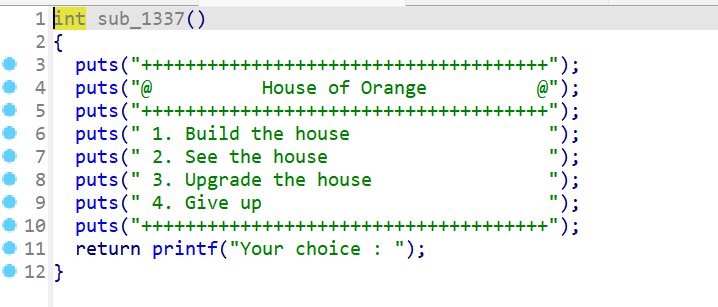 1 int sub_1337()
2 {
3   puts("+++++++++++++++++++++++++++++++++++++");
4   puts("@          House of Orange          @");
5   puts("+++++++++++++++++++++++++++++++++++++");
6   puts(" 1. Build the house                  ");
7   puts(" 2. See the house                    ");
8   puts(" 3. Upgrade the house                ");
9   puts(" 4. Give up                          ");
10   puts("+++++++++++++++++++++++++++++++++++++");
11   return printf("Your choice : ");
12 }